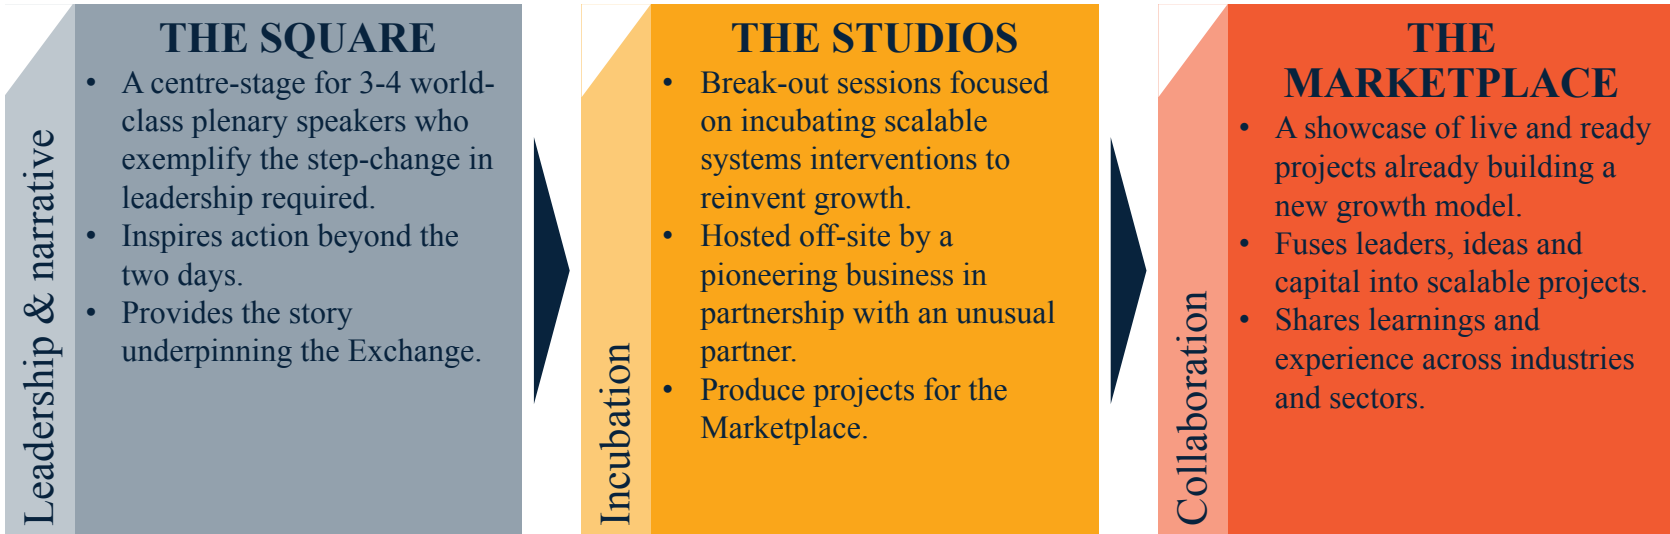 Leadership & narrative
THE SQUARE
• A centre-stage for 3-4 world-
class plenary speakers who
exemplify the step-change in
leadership required.
• Inspires action beyond the
two days.
• Provides the story
underpinning the Exchange.
Incubation
THE STUDIOS
• Break-out sessions focused
on incubating scalable
systems interventions to
reinvent growth.
• Hosted off-site by a
pioneering business in
partnership with an unusual
partner.
• Produce projects for the
Marketplace.
Collaboration
THE
MARKETPLACE
• A showcase of live and ready
projects already building a
new growth model.
• Fuses leaders, ideas and
capital into scalable projects.
• Shares learnings and
experience across industries
and sectors.